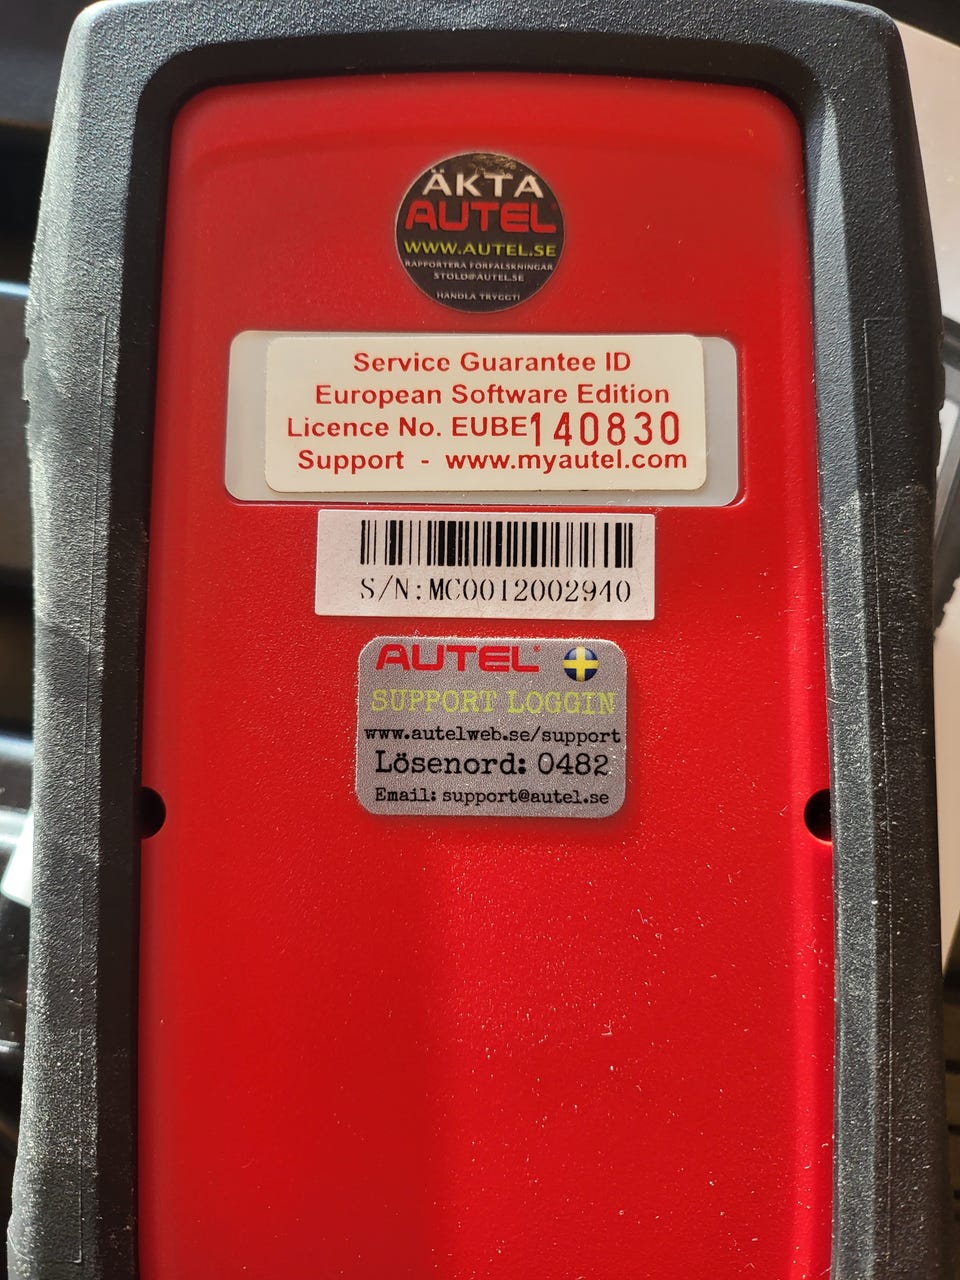 ÄKTA
AUTEL
WWW.AUTEL.SE
RAPPORTERA FÖRFALSKNINGAR
STOLD@AUTEL.SE
HANDLA TRYGGT!
Service Guarantee ID
European Software Edition
Licence No. EUBE140830
Support - www.myautel.com
S/N:MC0012002940
AUTEL
SUPPORT LOGGIN
www.autelweb.se/support
Lösenord: 0482
Email: support@autel.se